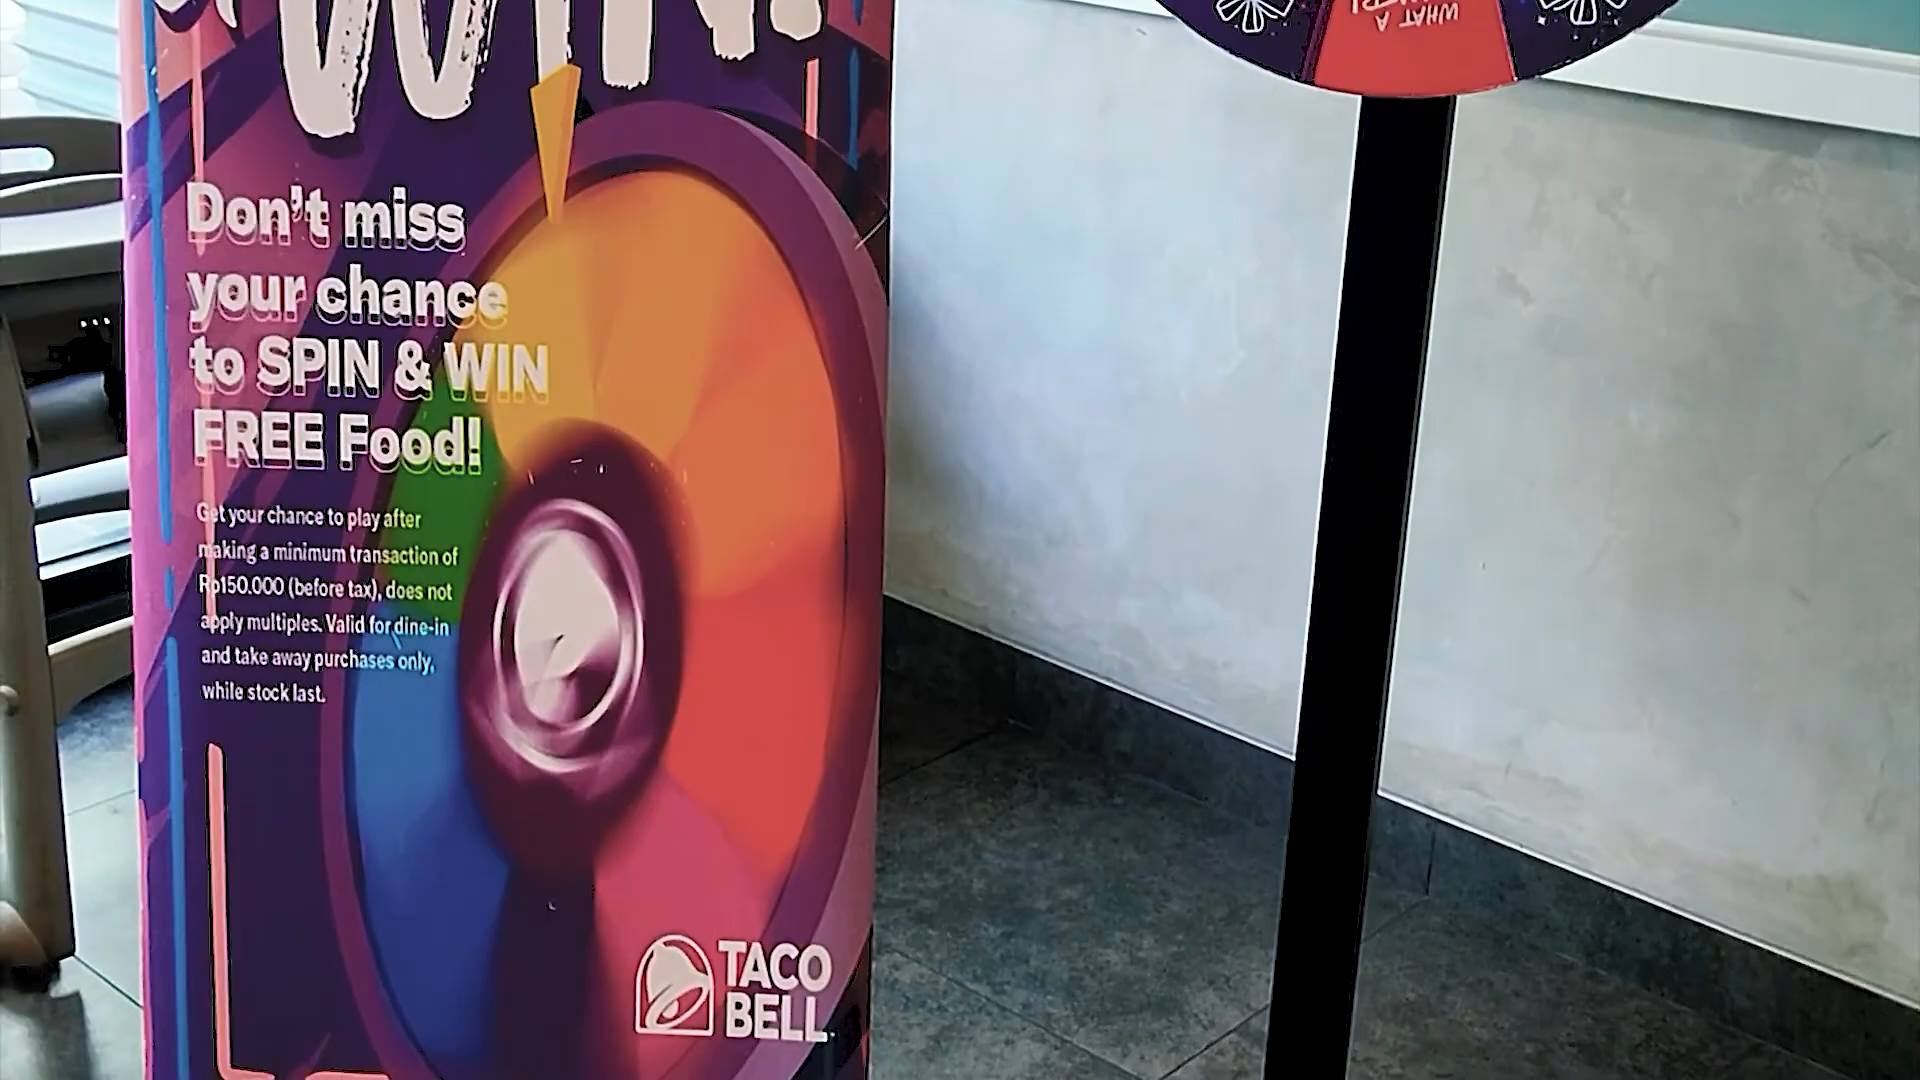 WIN!
Don't miss
your chance
to SPIN & WIN
FREE Food!
Get your chance to play after
making a minimum transaction of
Rp150.000 (before tax), does not
apply multiples. Valid for dine-in
and take away purchases only,
while stock last.
TACO
BELL
WHAT A